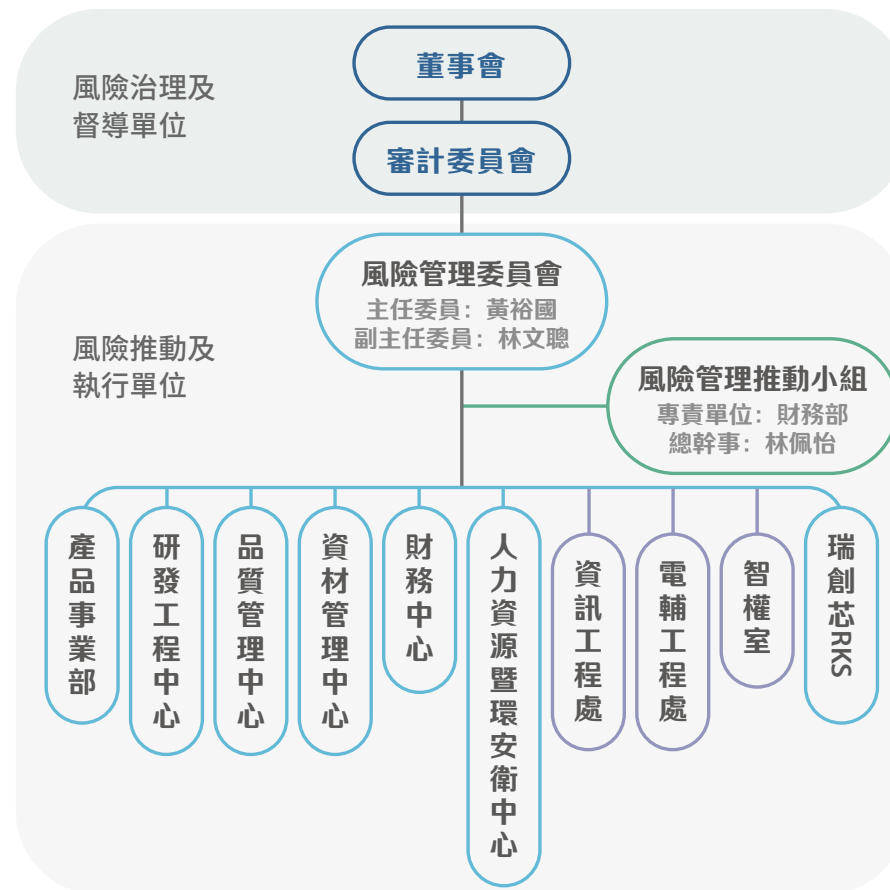 董事會
風險治理及
督導單位
審計委員會
風險管理委員會
主任委員：黃裕國
副主任委員：林文聰
風險推動及
執行單位
風險管理推動小組
專責單位：財務部
總幹事：林佩怡
產品事業部
研發工程中心
品質管理中心
資材管理中心
財務中心
人力資源暨環安衛中心
資訊工程處
電輔工程處
智權室
瑞創芯RKS